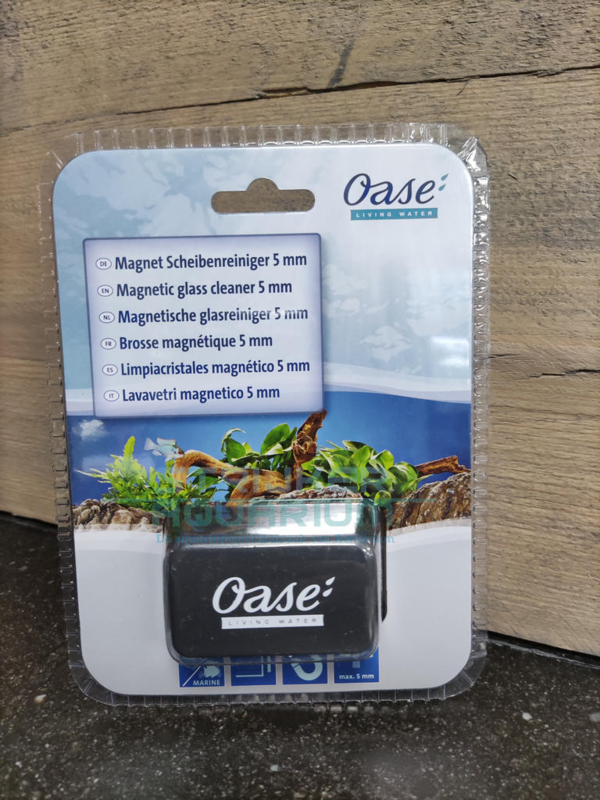 Oase
LIVING WATER
DE Magnet Scheibenreiniger 5 mm
EN Magnetic glass cleaner 5 mm
NL Magnetische glasreiniger 5 mm
FR Brosse magnétique 5 mm
ES Limpiacristales magnético 5 mm
IT Lavavetri magnetico 5 mm
AQUARIUM
Oase
LIVING WATER
MARINE
max. 5 mm